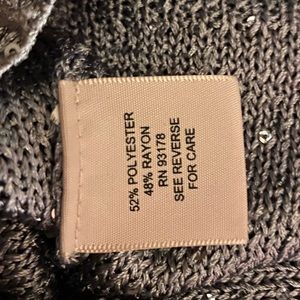 52% POLYESTER
48% RAYON
RN 93178
SEE REVERSE
FOR CARE